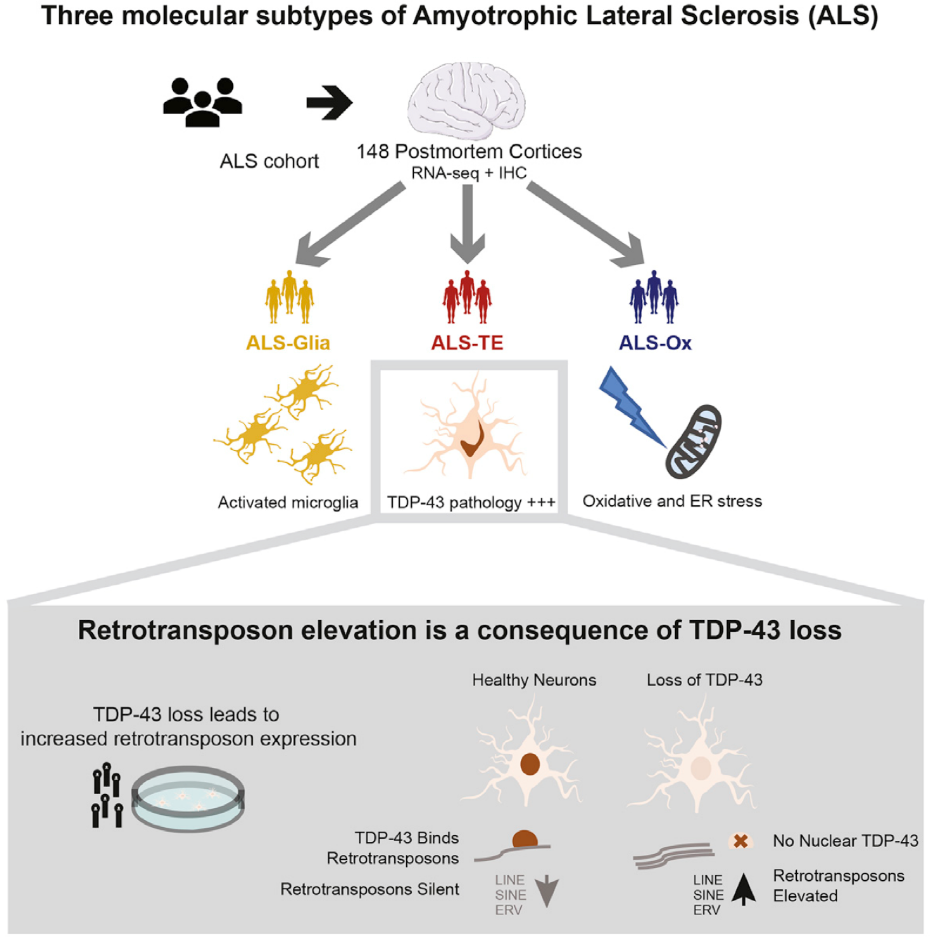 Three molecular subtypes of Amyotrophic Lateral Sclerosis (ALS)
ALS cohort
148 Postmortem Cortices
RNA-seq + IHC
ALS-Glia
ALS-TE
ALS-Ox
Activated microglia
TDP-43 pathology +++
Oxidative and ER stress
Retrotransposon elevation is a consequence of TDP-43 loss
TDP-43 loss leads to
increased retrotransposon expression
Healthy Neurons
Loss of TDP-43
TDP-43 Binds
Retrotransposons
No Nuclear TDP-43
Retrotransposons Silent
LINE
SINE
ERV
LINE
SINE
ERV
Retrotransposons
Elevated